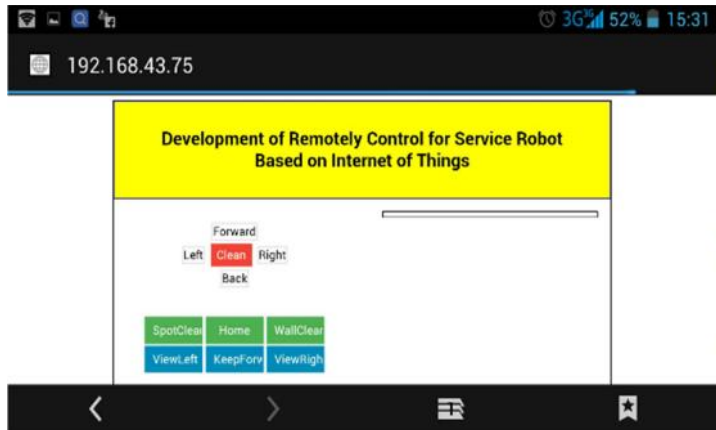 3G 3G 52% 15:31
192.168.43.75
Development of Remotely Control for Service Robot
Based on Internet of Things
Forward
Left Clean Right
Back
SpotClear Home WallClear
ViewLeft KeepForv ViewRigh